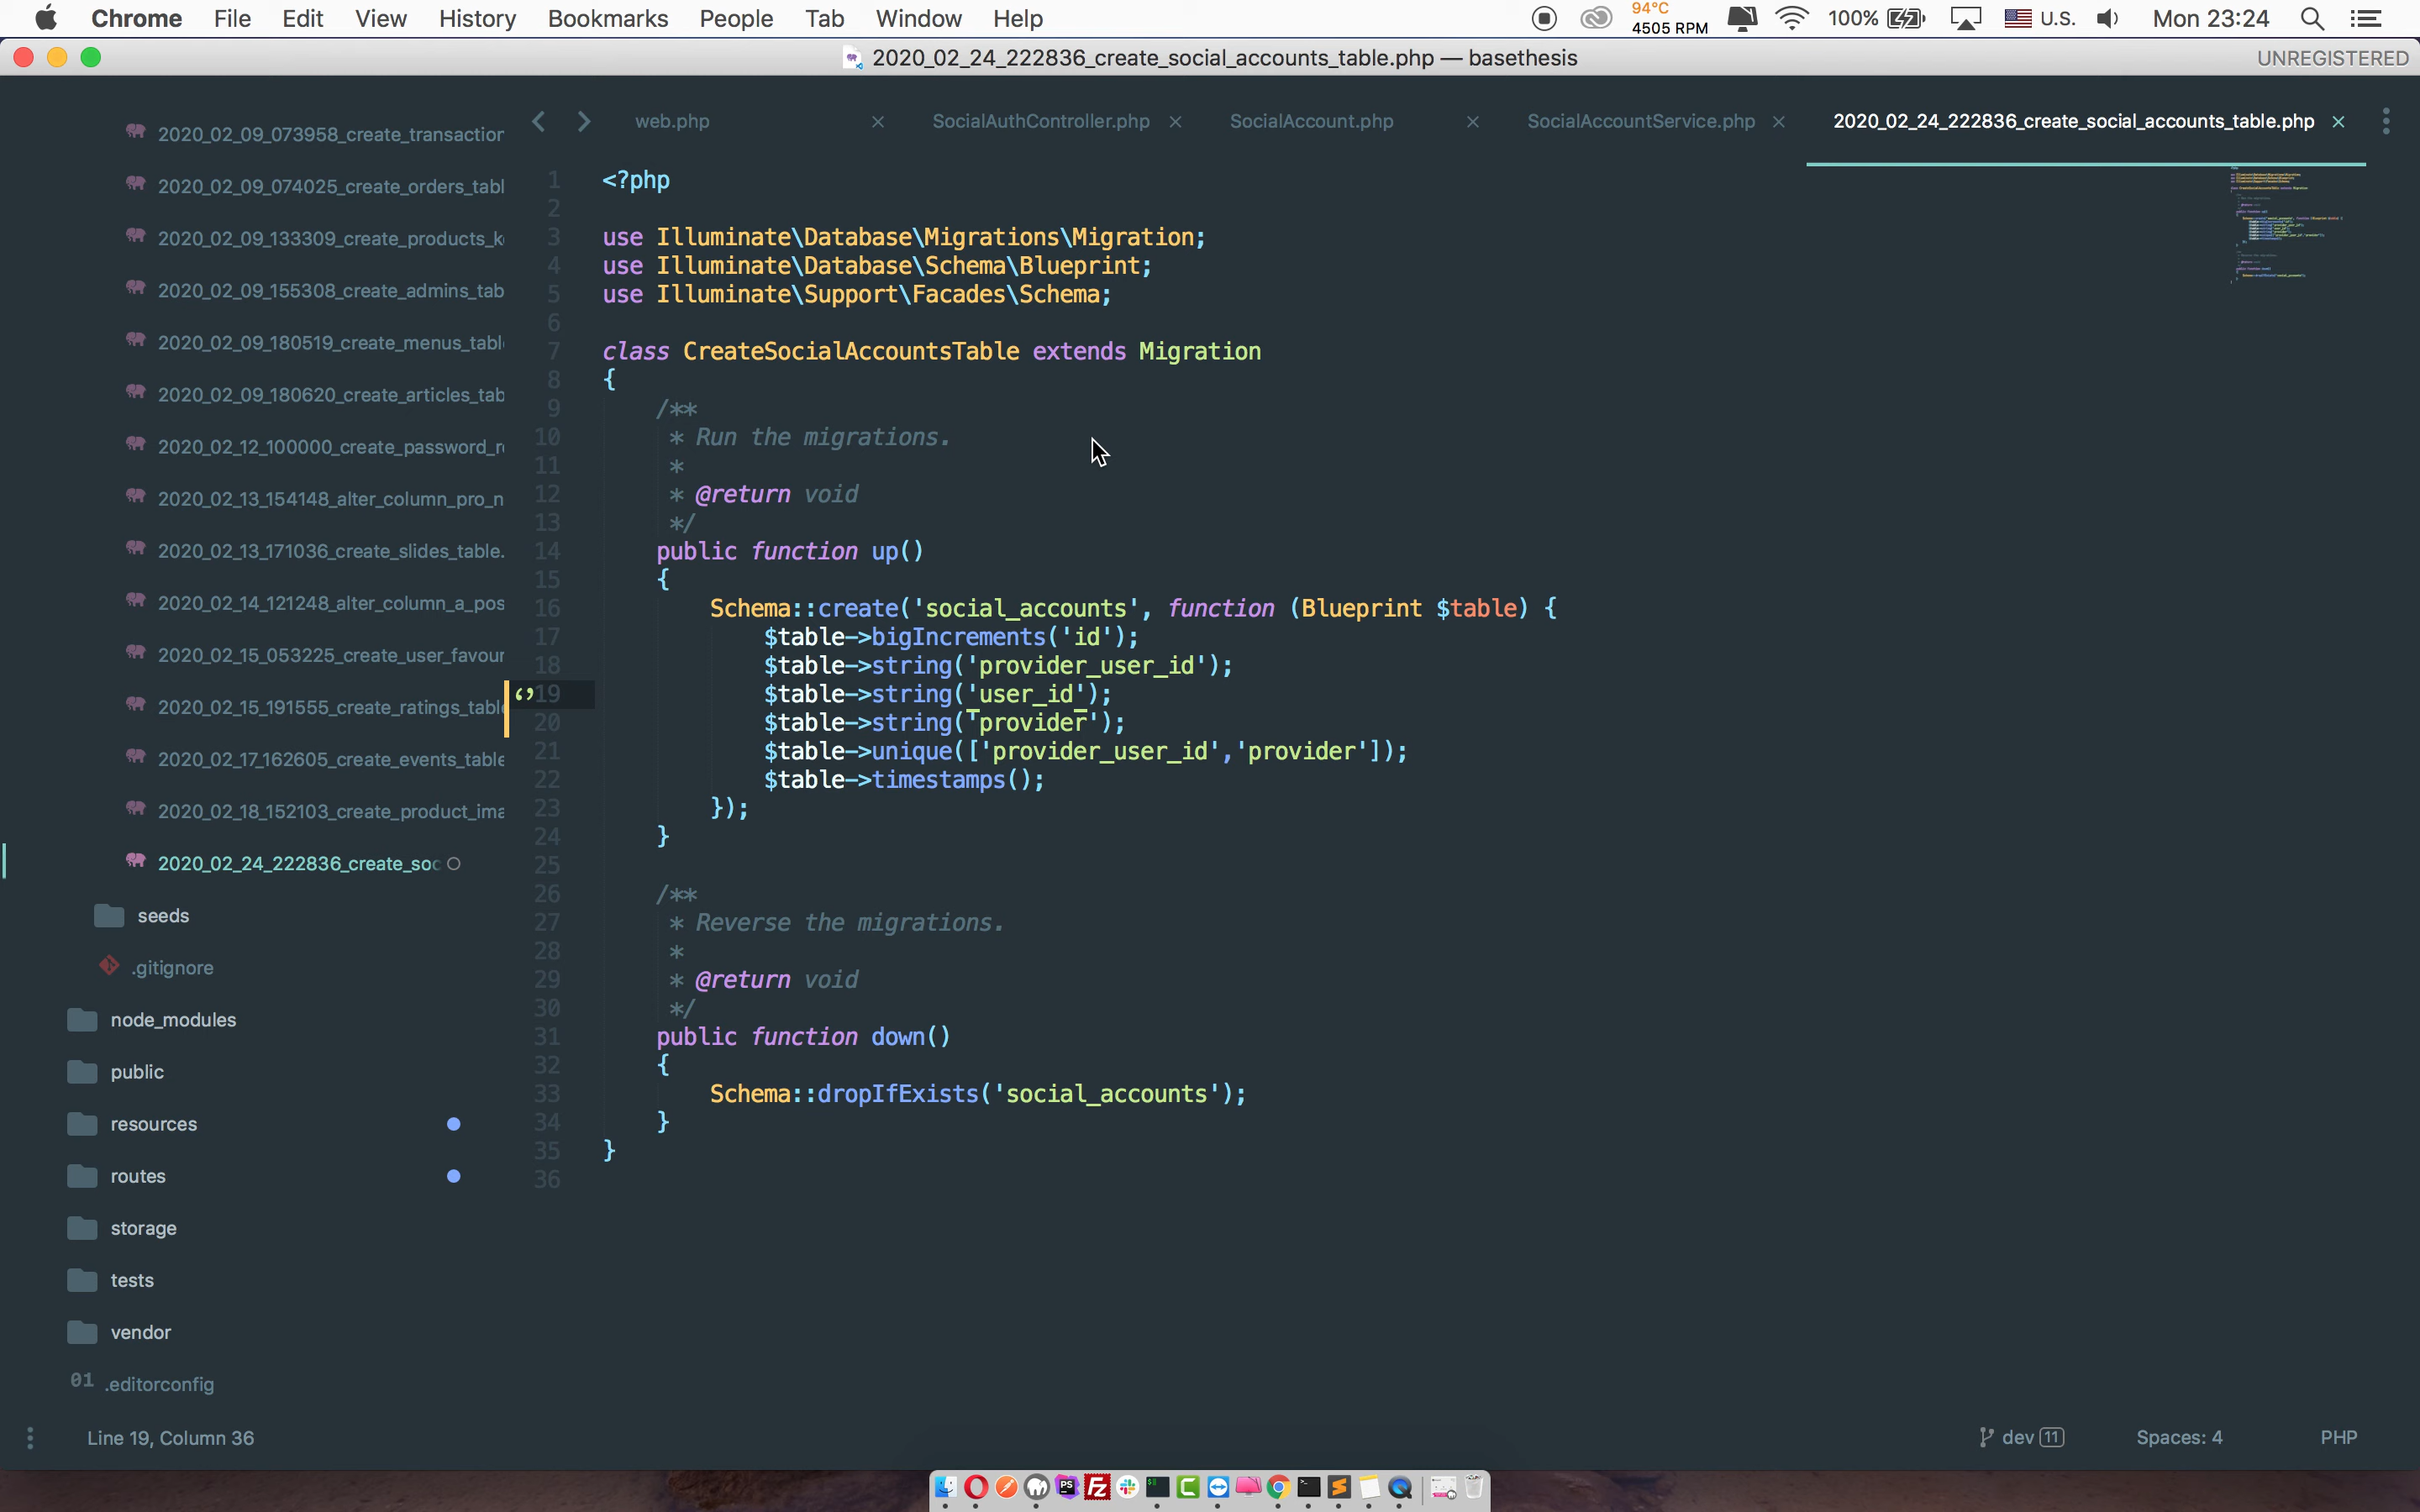 Chrome File Edit View History Bookmarks People Tab Window Help
94°C
4505 RPM
100%
U.S.
Mon 23:24
2020_02_24_222836_create_social_accounts_table.php — basethesis
UNREGISTERED
web.php
SocialAuthController.php
SocialAccount.php
SocialAccountService.php
2020_02_24_222836_create_social_accounts_table.php
2020_02_09_073958_create_transaction
2020_02_09_074025_create_orders_tabl
2020_02_09_133309_create_products_k
2020_02_09_155308_create_admins_tab
2020_02_09_180519_create_menus_tabl
2020_02_09_180620_create_articles_tab
2020_02_12_100000_create_password_r
2020_02_13_154148_alter_column_pro_n
2020_02_13_171036_create_slides_table.
2020_02_14_121248_alter_column_a_pos
2020_02_15_053225_create_user_favour
2020_02_15_191555_create_ratings_tabl
2020_02_17_162605_create_events_table
2020_02_18_152103_create_product_ima
2020_02_24_222836_create_soc
seeds
.gitignore
node_modules
public
resources
routes
storage
tests
vendor
01 .editorconfig
1 <?php
2
3 use Illuminate\Database\Migrations\Migration;
4 use Illuminate\Database\Schema\Blueprint;
5 use Illuminate\Support\Facades\Schema;
6
7 class CreateSocialAccountsTable extends Migration
8 {
9 /**
10 * Run the migrations.
11 *
12 * @return void
13 */
14 public function up()
15 {
16 Schema::create('social_accounts', function (Blueprint $table) {
17 $table->bigIncrements('id');
18 $table->string('provider_user_id');
19 $table->string('user_id');
20 $table->string('provider');
21 $table->unique(['provider_user_id','provider']);
22 $table->timestamps();
23 });
24 }
25
26 /**
27 * Reverse the migrations.
28 *
29 * @return void
30 */
31 public function down()
32 {
33 Schema::dropIfExists('social_accounts');
34 }
35 }
36
Line 19, Column 36
dev 11
Spaces: 4
PHP